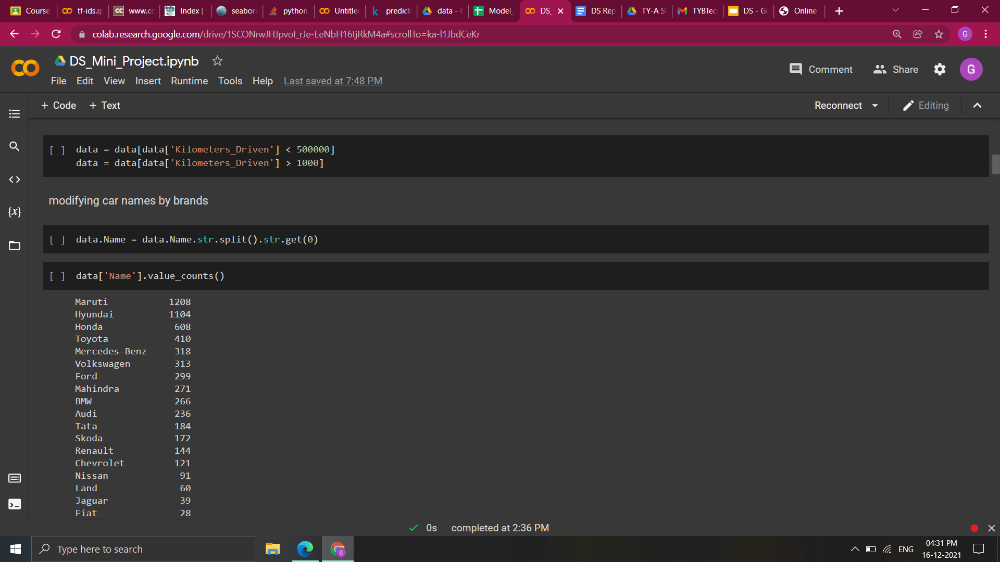 Course
tf-ids.ip
CC
www.cc
Index |
seaborn
python
Untitled
k
predicti
data - G
Model_
DS_
DS Rep
TY-A S
TYBTec
DS - Go
Online
colab.research.google.com/drive/1SCONrwJHJpvoI_rJe-EeNbH16tjRkM4a#scrollTo=ka-l1JbdCeKr
G
DS_Mini_Project.ipynb
File Edit View Insert Runtime Tools Help Last saved at 7:48 PM
Comment
Share
G
+ Code + Text
Reconnect
Editing
{x}
[ ] data = data[data['Kilometers_Driven'] < 500000]
data = data[data['Kilometers_Driven'] > 1000]
modifying car names by brands
[ ] data.Name = data.Name.str.split().str.get(0)
[ ] data['Name'].value_counts()
Maruti 1208
Hyundai 1104
Honda 608
Toyota 410
Mercedes-Benz 318
Volkswagen 313
Ford 299
Mahindra 271
BMW 266
Audi 236
Tata 184
Skoda 172
Renault 144
Chevrolet 121
Nissan 91
Land 60
Jaguar 39
Fiat 28
0s completed at 2:36 PM
Type here to search
G
ENG
04:31 PM
16-12-2021